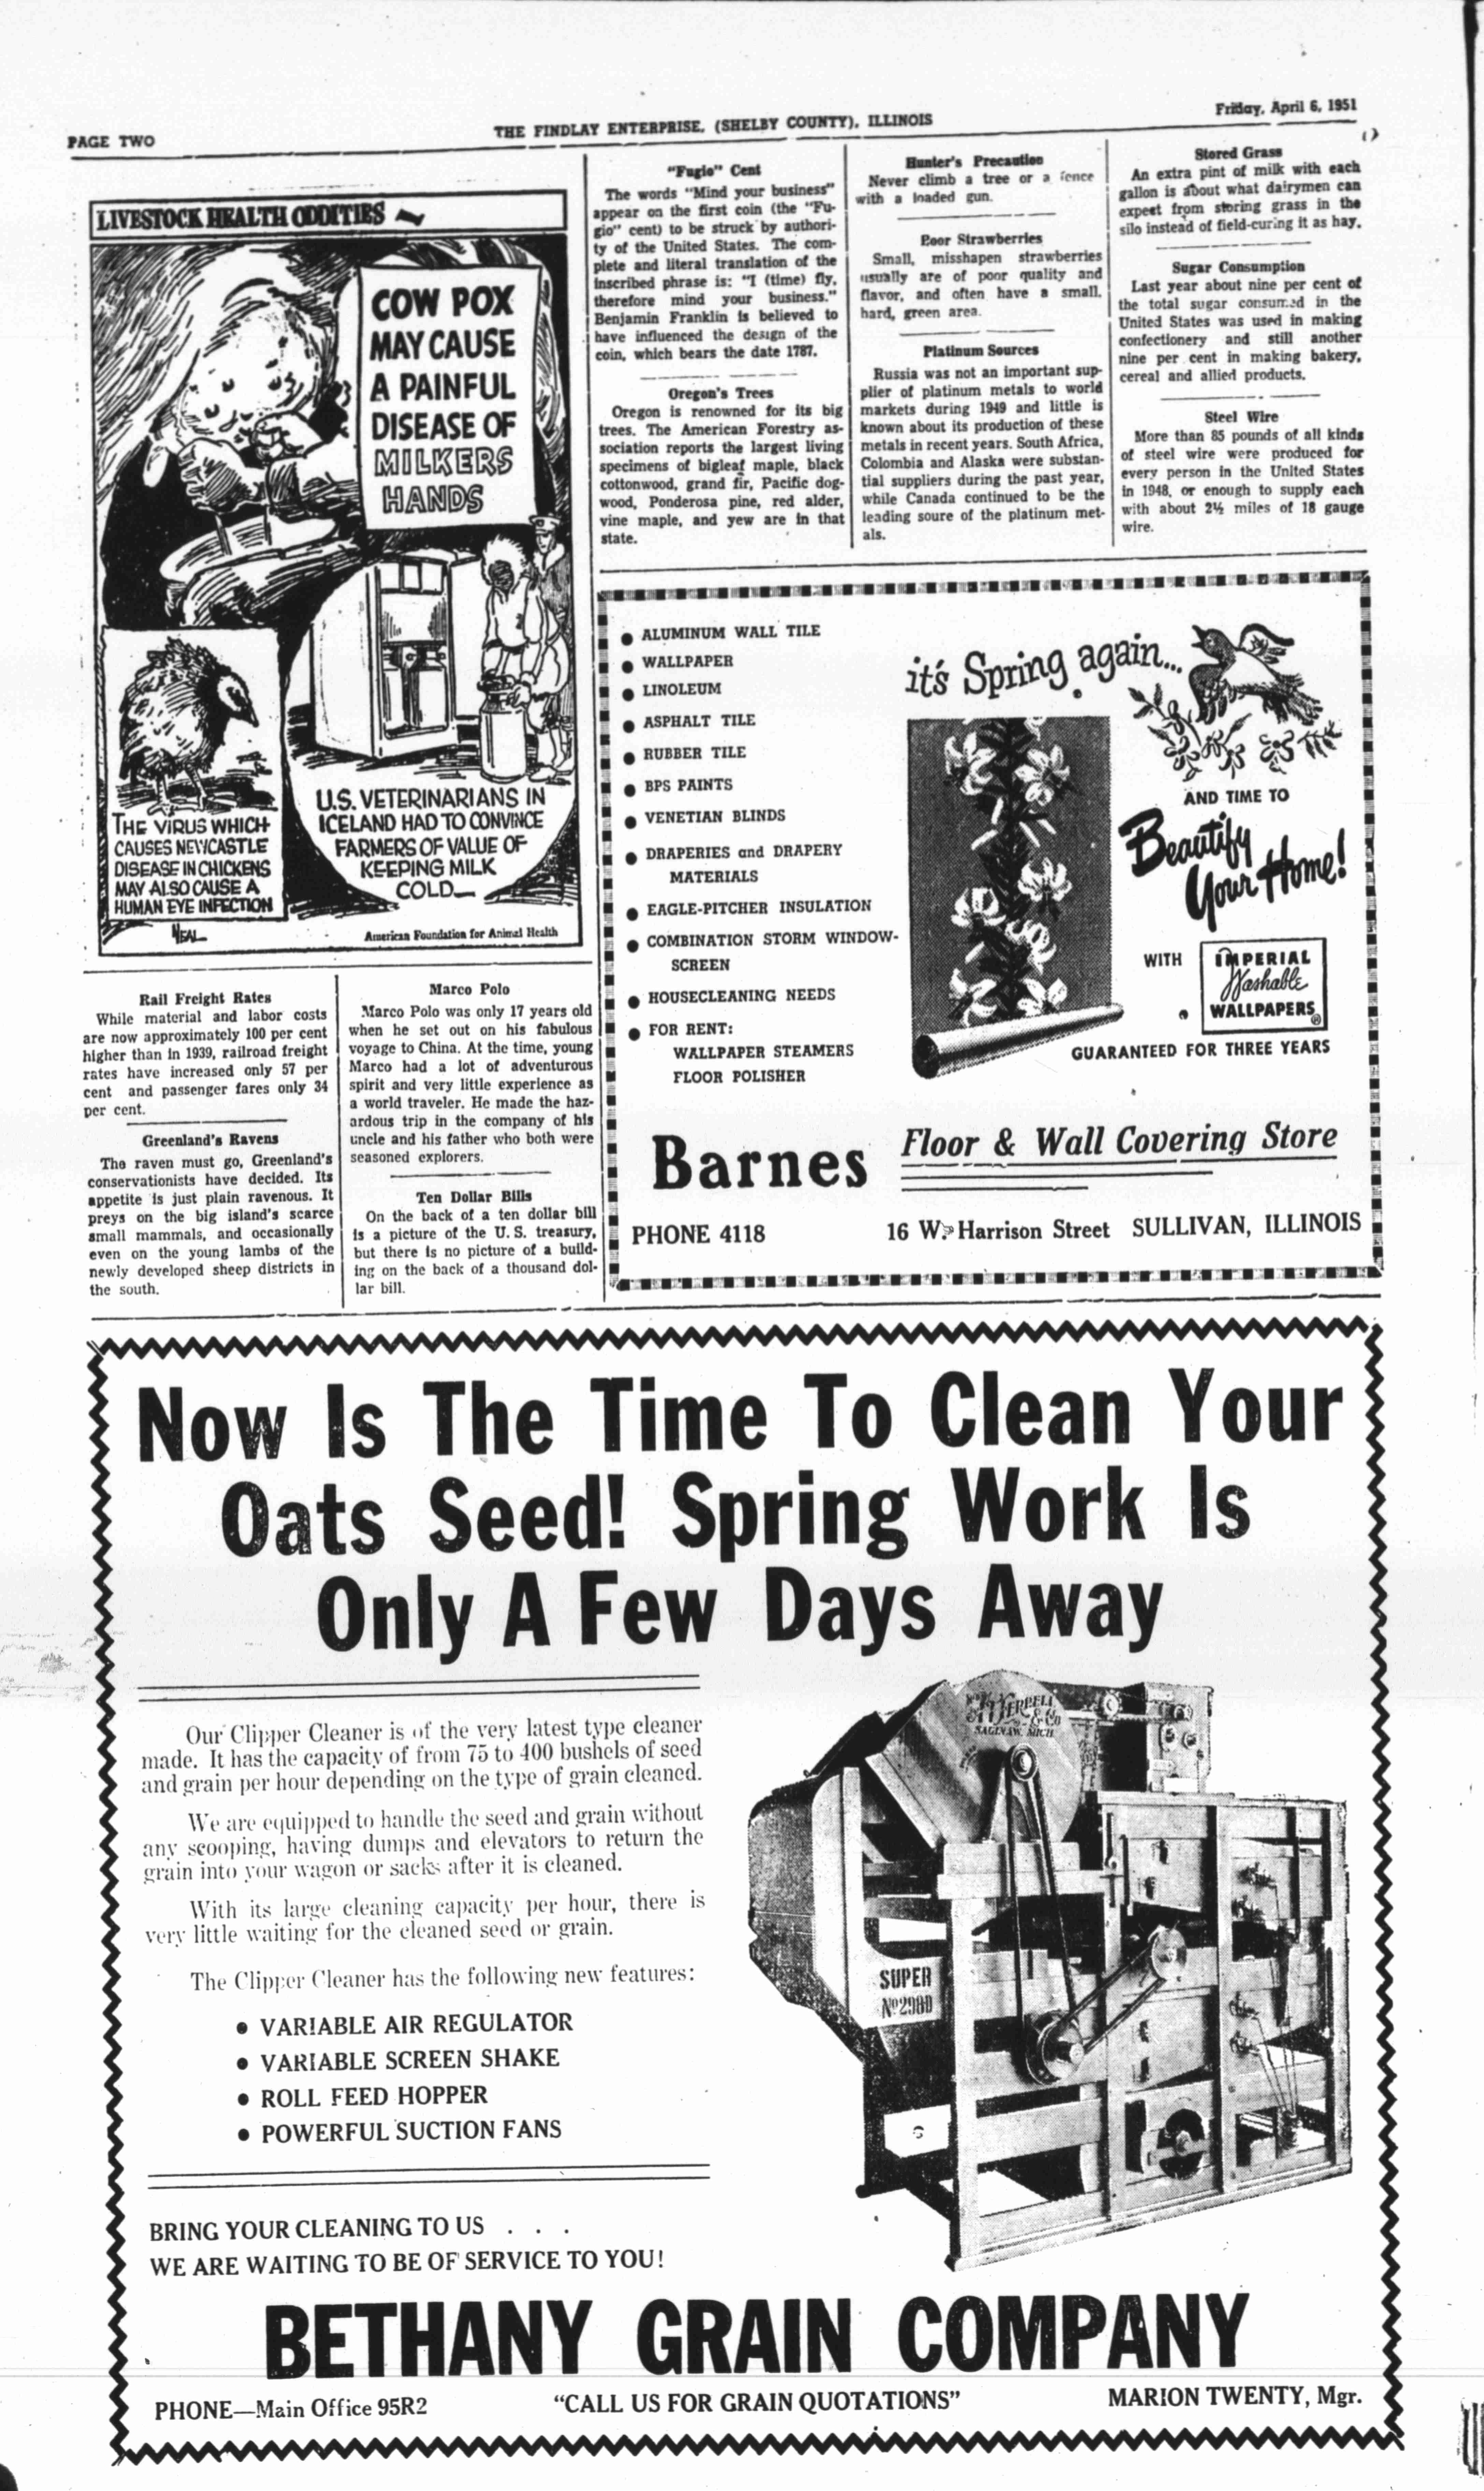 PAGE TWO
THE FINDLAY ENTERPRISE, (SHELBY COUNTY), ILLINOIS
Friday, April 6, 1951
LIVESTOCK HEALTH ODDITIES
COW POX
MAY CAUSE
A PAINFUL
DISEASE OF
MILKERS
HANDS
THE VIRUS WHICH
CAUSES NEWCASTLE
DISEASE IN CHICKENS
MAY ALSO CAUSE A
HUMAN EYE INFECTION
NEAL
U.S. VETERINARIANS IN
ICELAND HAD TO CONVINCE
FARMERS OF VALUE OF
KEEPING MILK
COLD—
American Foundation for Animal Health
Rail Freight Rates
While material and labor costs
are now approximately 100 per cent
higher than in 1939, railroad freight
rates have increased only 57 per
cent and passenger fares only 34
per cent.
Greenland's Ravens
The raven must go, Greenland's
conservationists have decided. Its
appetite is just plain ravenous. It
preys on the big island's scarce
small mammals, and occasionally
even on the young lambs of the
newly developed sheep districts in
the south.
Marco Polo
Marco Polo was only 17 years old
when he set out on his fabulous
voyage to China. At the time, young
Marco had a lot of adventurous
spirit and very little experience as
a world traveler. He made the haz-
ardous trip in the company of his
uncle and his father who both were
seasoned explorers.
Ten Dollar Bills
On the back of a ten dollar bill
is a picture of the U. S. treasury,
but there is no picture of a build-
ing on the back of a thousand dol-
lar bill.
"Fugio" Cent
The words "Mind your business"
appear on the first coin (the "Fu-
gio" cent) to be struck by authori-
ty of the United States. The com-
plete and literal translation of the
inscribed phrase is: "I (time) fly,
therefore mind your business."
Benjamin Franklin is believed to
have influenced the design of the
coin, which bears the date 1787.
Oregon's Trees
Oregon is renowned for its big
trees. The American Forestry as-
sociation reports the largest living
specimens of bigleaf maple, black
cottonwood, grand fir, Pacific dog-
wood, Ponderosa pine, red alder,
vine maple, and yew are in that
state.
Hunter's Precaution
Never climb a tree or a fence
with a loaded gun.
Poor Strawberries
Small, misshapen strawberries
usually are of poor quality and
flavor, and often have a small,
hard, green area.
Platinum Sources
Russia was not an important sup-
plier of platinum metals to world
markets during 1949 and little is
known about its production of these
metals in recent years. South Africa,
Colombia and Alaska were substan-
tial suppliers during the past year,
while Canada continued to be the
leading soure of the platinum met-
als.
Stored Grass
An extra pint of milk with each
gallon is about what dairymen can
expect from storing grass in the
silo instead of field-curing it as hay.
Sugar Consumption
Last year about nine per cent of
the total sugar consumed in the
United States was used in making
confectionery and still another
nine per cent in making bakery,
cereal and allied products.
Steel Wire
More than 85 pounds of all kinds
of steel wire were produced for
every person in the United States
in 1948, or enough to supply each
with about 2½ miles of 18 gauge
wire.
● ALUMINUM WALL TILE
● WALLPAPER
● LINOLEUM
● ASPHALT TILE
● RUBBER TILE
● BPS PAINTS
● VENETIAN BLINDS
● DRAPERIES and DRAPERY
MATERIALS
● EAGLE-PITCHER INSULATION
● COMBINATION STORM WINDOW-
SCREEN
● HOUSECLEANING NEEDS
● FOR RENT:
WALLPAPER STEAMERS
FLOOR POLISHER
it's Spring again...
AND TIME TO
Beautify
Your Home!
WITH
IMPERIAL
Washable
WALLPAPERS®
GUARANTEED FOR THREE YEARS
Barnes
Floor & Wall Covering Store
PHONE 4118
16 W. Harrison Street SULLIVAN, ILLINOIS
Now Is The Time To Clean Your
Oats Seed! Spring Work Is
Only A Few Days Away
Our Clipper Cleaner is of the very latest type cleaner
made. It has the capacity of from 75 to 400 bushels of seed
and grain per hour depending on the type of grain cleaned.
We are equipped to handle the seed and grain without
any scooping, having dumps and elevators to return the
grain into your wagon or sacks after it is cleaned.
With its large cleaning capacity per hour, there is
very little waiting for the cleaned seed or grain.
The Clipper Cleaner has the following new features:
● VARIABLE AIR REGULATOR
● VARIABLE SCREEN SHAKE
● ROLL FEED HOPPER
● POWERFUL SUCTION FANS
FERRELL
& Co
SAGINAW, MICH
SUPER
Nº298D
BRING YOUR CLEANING TO US . . .
WE ARE WAITING TO BE OF SERVICE TO YOU!
BETHANY GRAIN COMPANY
PHONE—Main Office 95R2
"CALL US FOR GRAIN QUOTATIONS"
MARION TWENTY, Mgr.